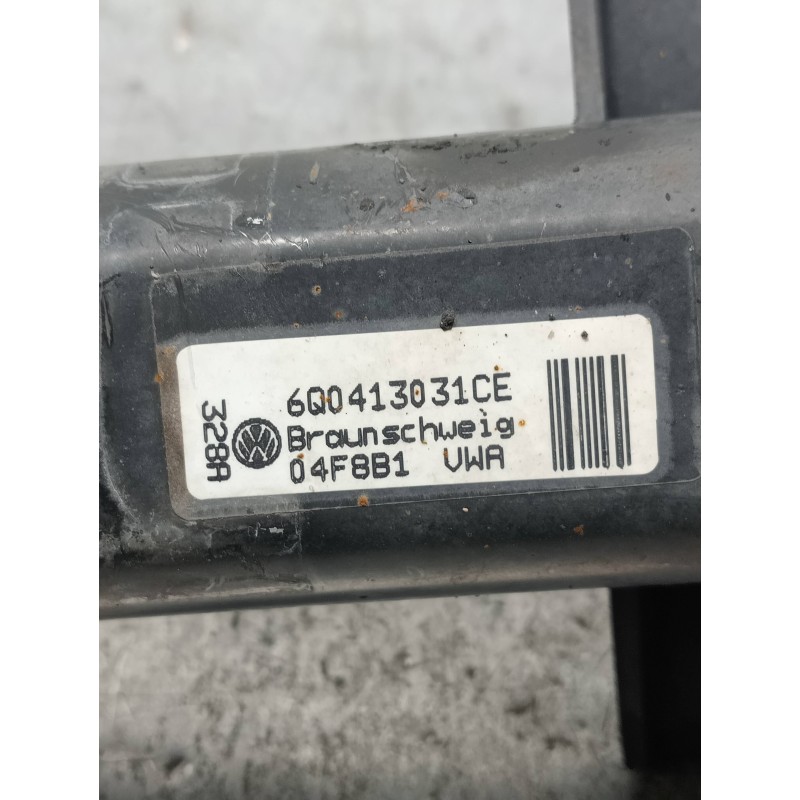 6Q0413031CE
Braunschweig
04F8B1 VWA
328A